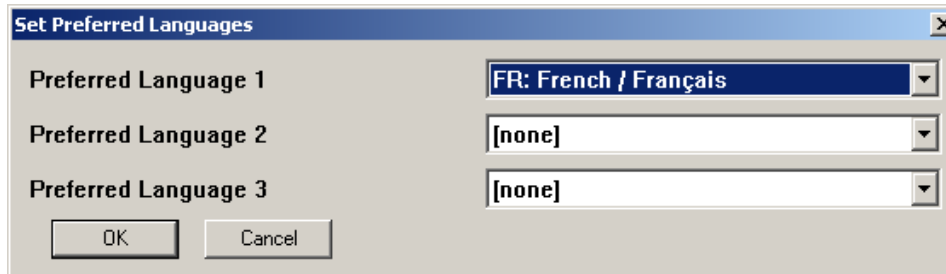 Set Preferred Languages
Preferred Language 1 FR: French / Français
Preferred Language 2 [none]
Preferred Language 3 [none]
OK Cancel